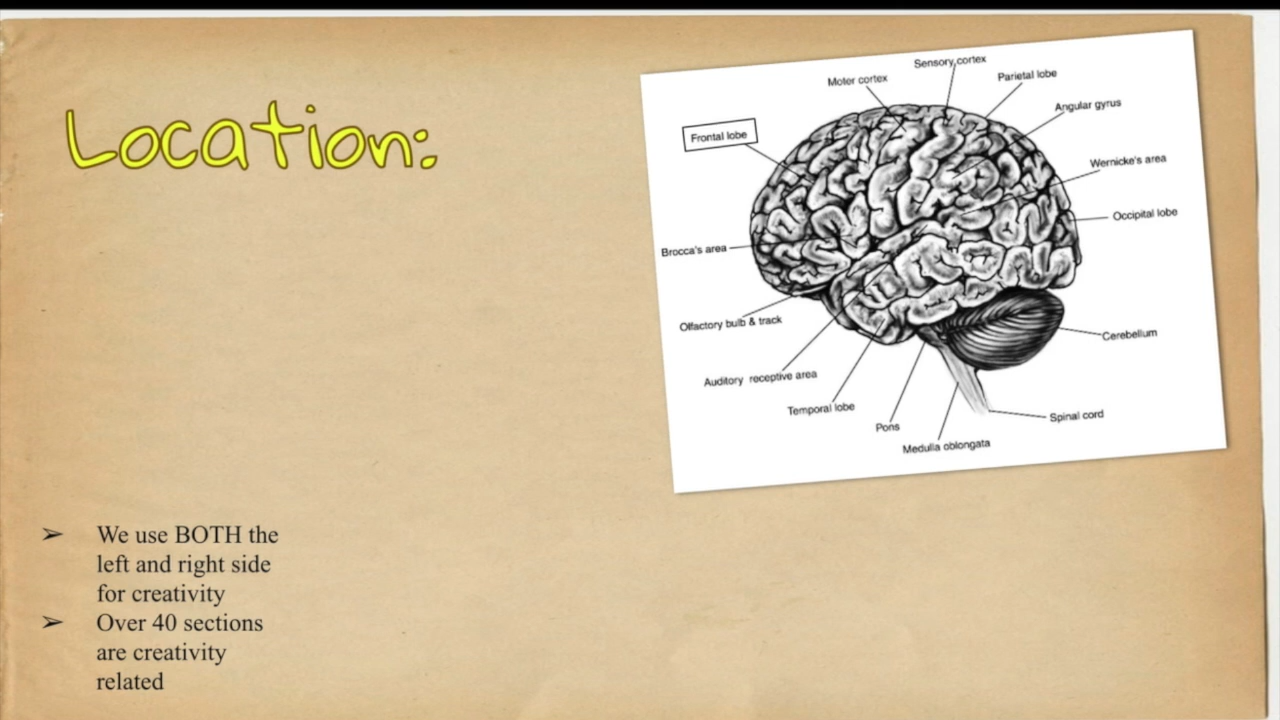 Location:
Sensory cortex
Moter cortex
Parietal lobe
Angular gyrus
Frontal lobe
Wernicke's area
Occipital lobe
Brocca's area
Olfactory bulb & track
Cerebellum
Auditory receptive area
Temporal lobe
Spinal cord
Pons
Medulla oblongata
➢ We use BOTH the
left and right side
for creativity
➢ Over 40 sections
are creativity
related